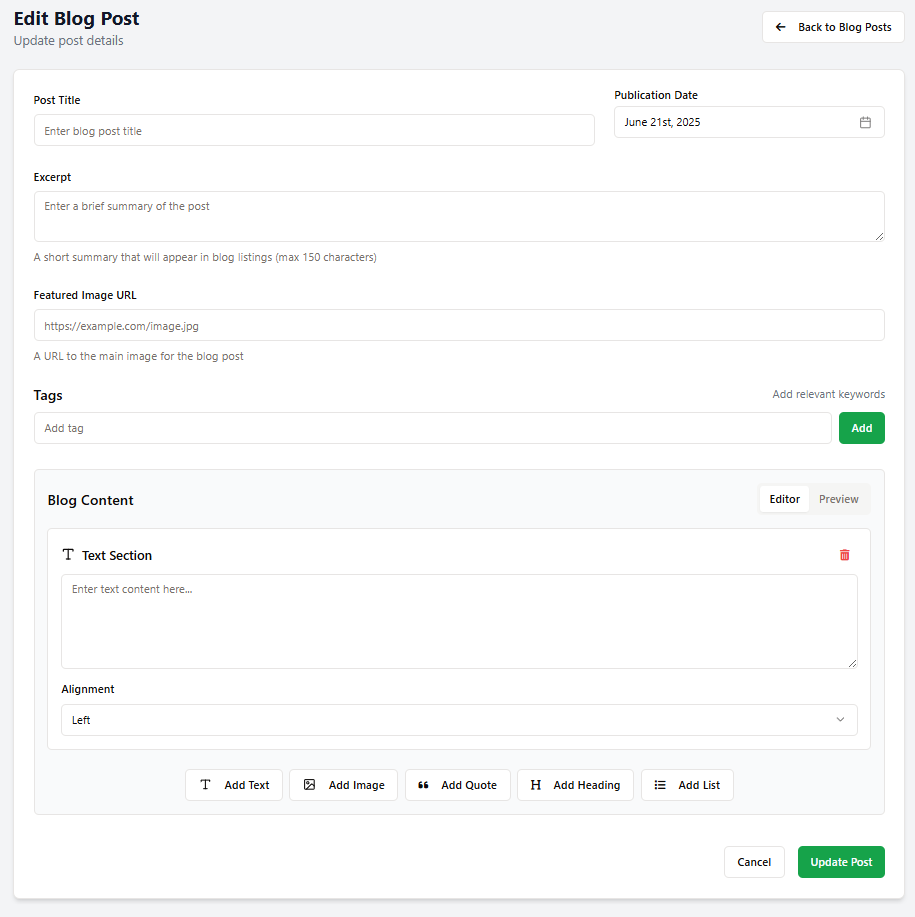 Edit Blog Post
Update post details
Back to Blog Posts
Post Title
Enter blog post title
Publication Date
June 21st, 2025
Excerpt
Enter a brief summary of the post
A short summary that will appear in blog listings (max 150 characters)
Featured Image URL
https://example.com/image.jpg
A URL to the main image for the blog post
Tags
Add relevant keywords
Add tag
Add
Blog Content
Editor
Preview
Text Section
Enter text content here...
Alignment
Left
Add Text
Add Image
Add Quote
Add Heading
Add List
Cancel
Update Post